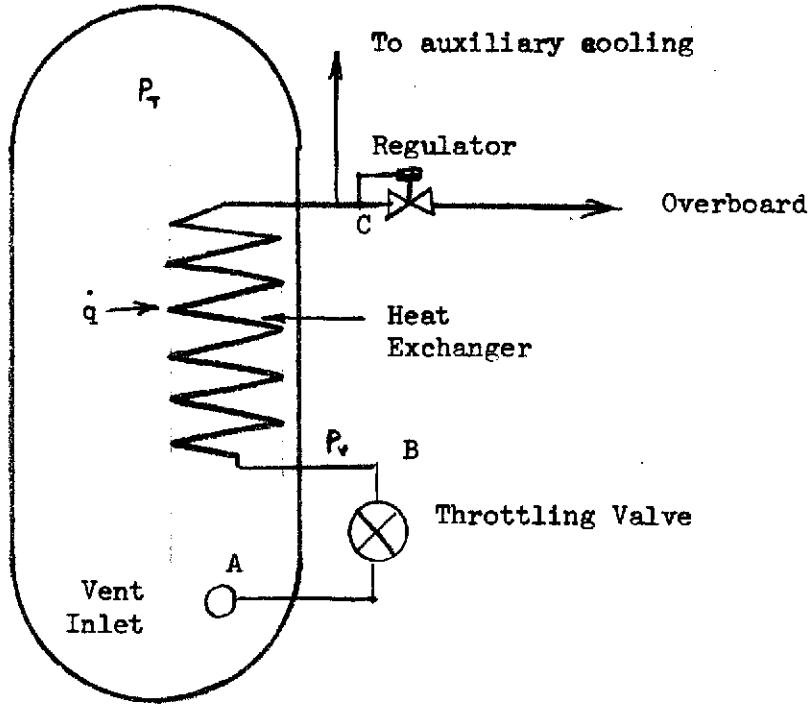 To auxiliary aooling
P_T
Regulator
Overboard
C
q̇
Heat
Exchanger
P_v
B
Throttling Valve
A
Vent
Inlet